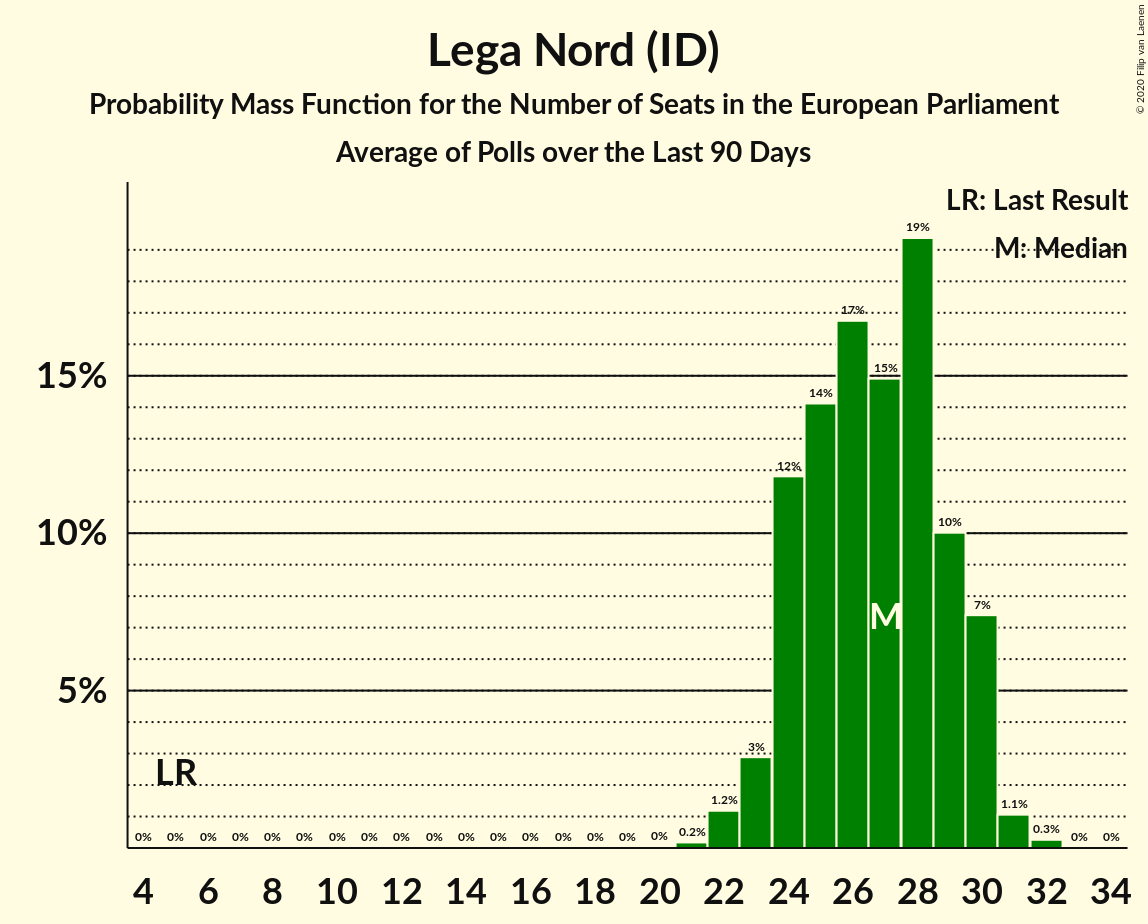 Lega Nord (ID)
Probability Mass Function for the Number of Seats in the European Parliament
Average of Polls over the Last 90 Days
© 2020 Filip van Laenen
LR: Last Result
M: Median
19%
17%
15%
15%
14%
12%
10%
10%
7%
M
5%
3%
LR
1.2%
1.1%
0% 0% 0% 0% 0% 0% 0% 0% 0% 0% 0% 0% 0% 0% 0% 0% 0% 0.2% 0.3% 0% 0%
4 6 8 10 12 14 16 18 20 22 24 26 28 30 32 34